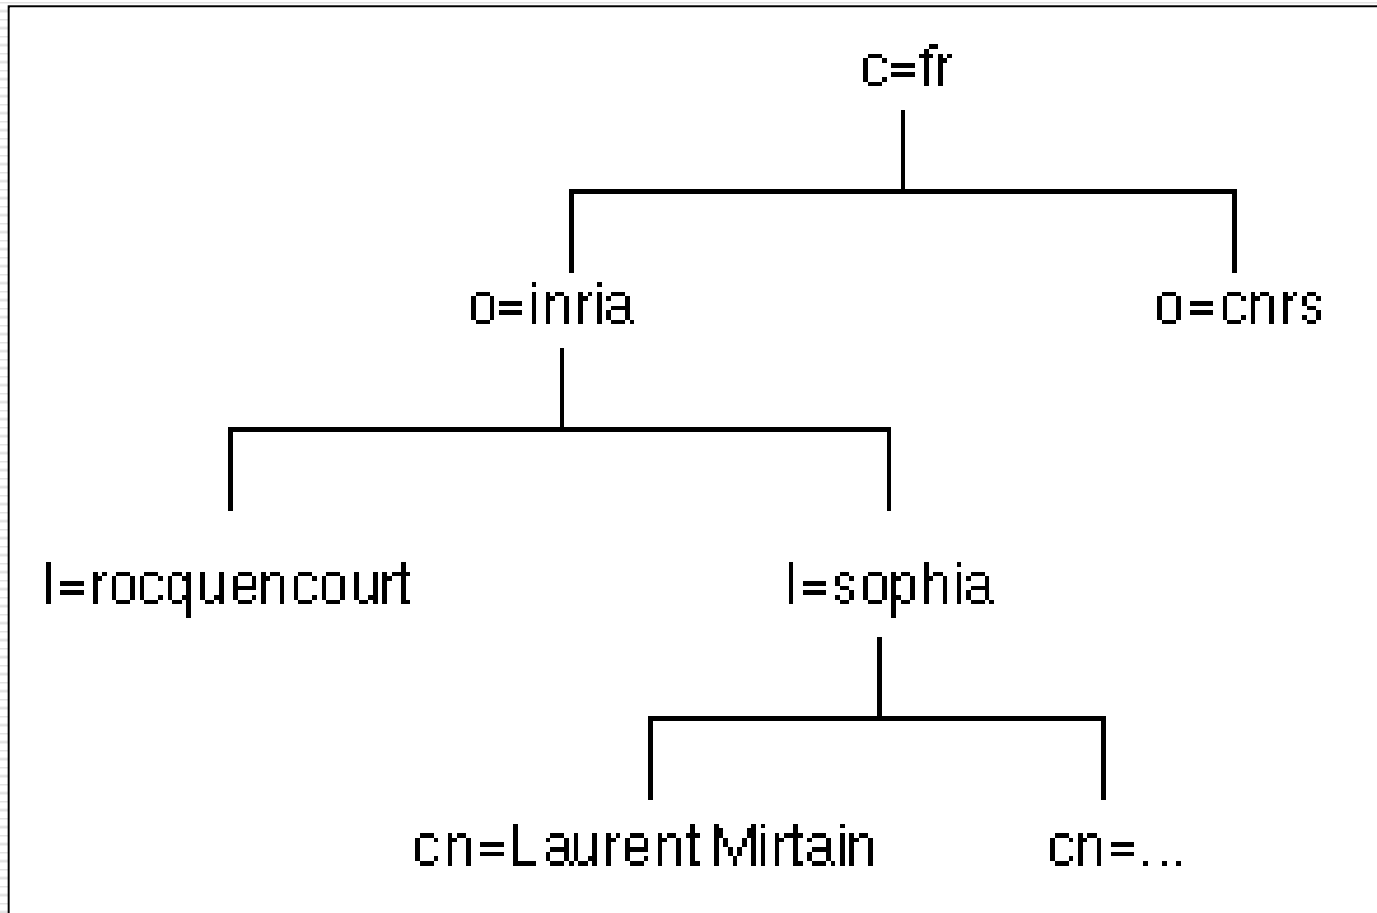 c=fr
o=inria
o=cnrs
l=rocquencourt
l=sophia
cn=Laurent Mirtain
cn=...